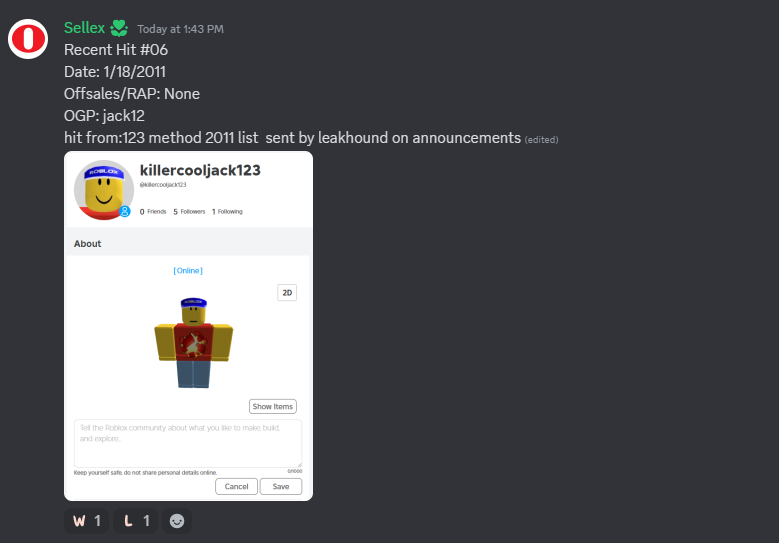 Sellex Today at 1:43 PM
Recent Hit #06
Date: 1/18/2011
Offsales/RAP: None
OGP: jack12
hit from:123 method 2011 list sent by leakhound on announcements (edited)
ROBLOX
killercooljack123
@killercooljack123
0 Friends 5 Followers 1 Following
About
[Online]
2D
Show Items
Tell the Roblox community about what you like to make, build,
and explore.
Keep yourself safe, do not share personal details online.
0/1000
Cancel Save
W 1 L 1